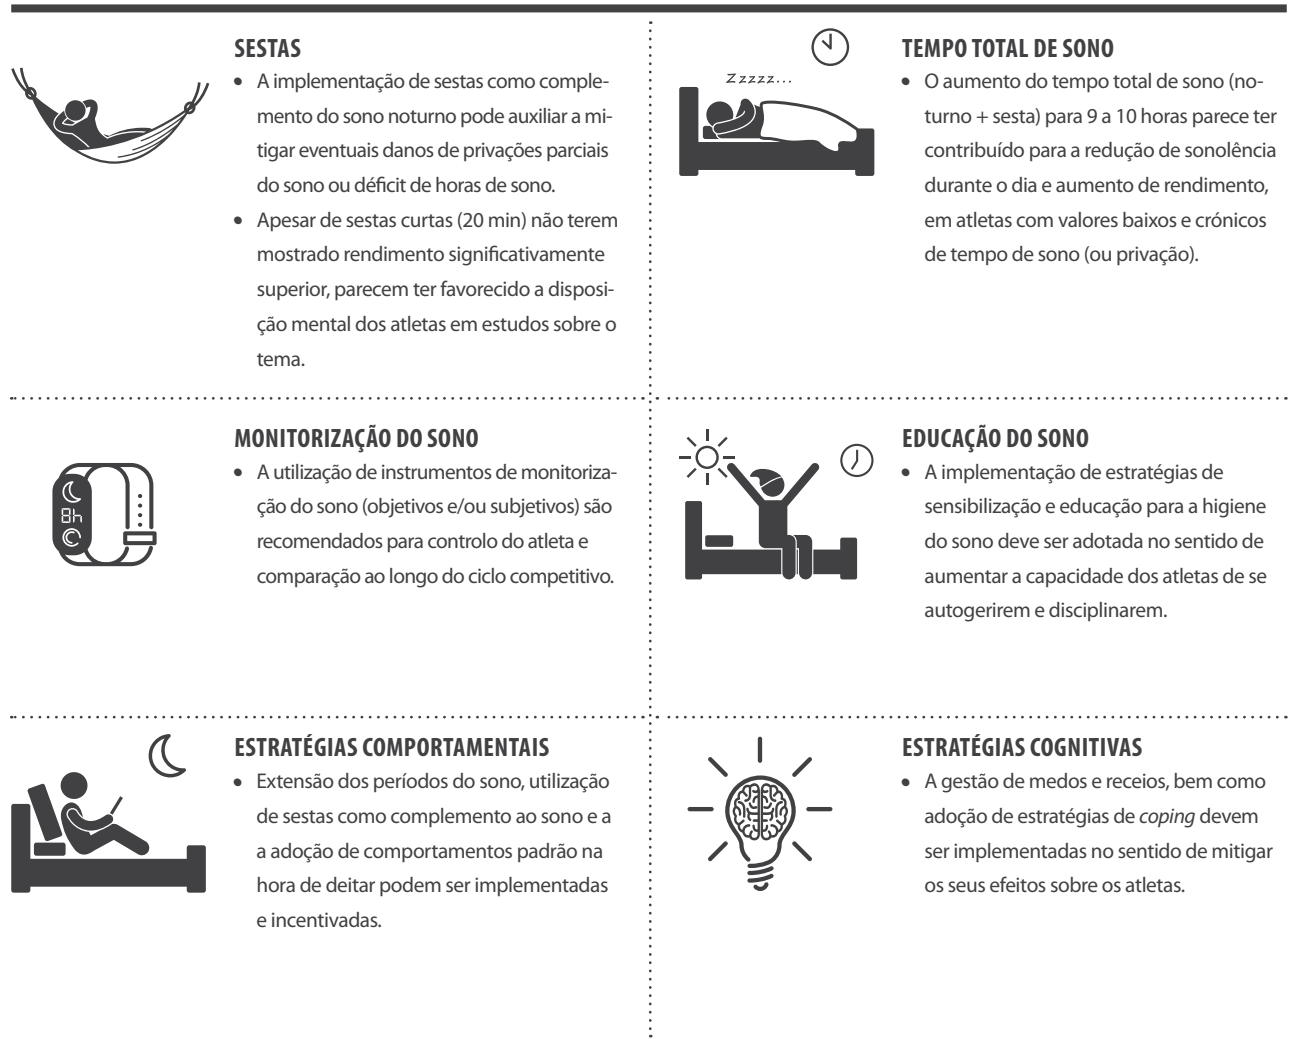 SESTAS
• A implementação de sestas como comple-
mento do sono noturno pode auxiliar a mi-
tigar eventuais danos de privações parciais
do sono ou déficit de horas de sono.
• Apesar de sestas curtas (20 min) não terem
mostrado rendimento significativamente
superior, parecem ter favorecido a disposi-
ção mental dos atletas em estudos sobre o
tema.
Zzzzz...
TEMPO TOTAL DE SONO
• O aumento do tempo total de sono (no-
turno + sesta) para 9 a 10 horas parece ter
contribuído para a redução de sonolência
durante o dia e aumento de rendimento,
em atletas com valores baixos e crónicos
de tempo de sono (ou privação).
8h
MONITORIZAÇÃO DO SONO
• A utilização de instrumentos de monitoriza-
ção do sono (objetivos e/ou subjetivos) são
recomendados para controlo do atleta e
comparação ao longo do ciclo competitivo.
EDUCAÇÃO DO SONO
• A implementação de estratégias de
sensibilização e educação para a higiene
do sono deve ser adotada no sentido de
aumentar a capacidade dos atletas de se
autogerirem e disciplinarem.
ESTRATÉGIAS COMPORTAMENTAIS
• Extensão dos períodos do sono, utilização
de sestas como complemento ao sono e a
a adoção de comportamentos padrão na
hora de deitar podem ser implementadas
e incentivadas.
ESTRATÉGIAS COGNITIVAS
• A gestão de medos e receios, bem como
adoção de estratégias de coping devem
ser implementadas no sentido de mitigar
os seus efeitos sobre os atletas.